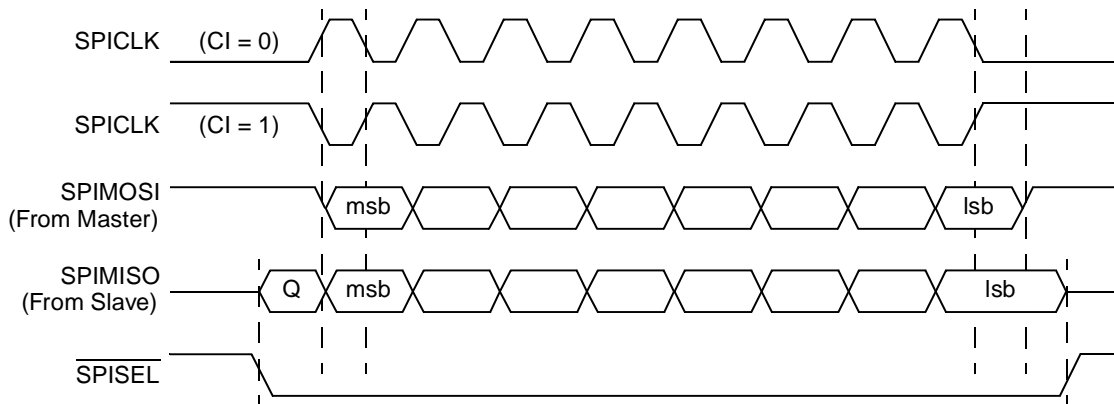 SPICLK (CI = 0)
SPICLK (CI = 1)
SPIMOSI
(From Master)
msb lsb
SPIMISO
(From Slave)
Q msb lsb
SPISEL